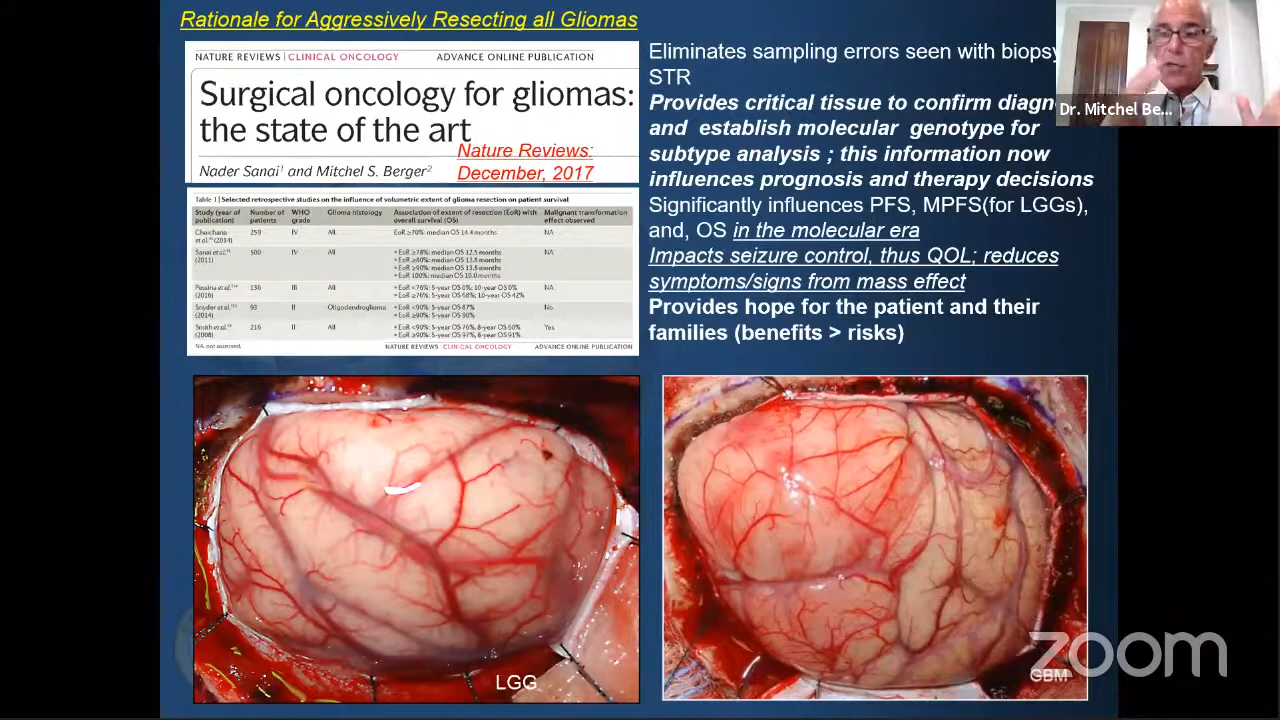 Rationale for Aggressively Resecting all Gliomas
NATURE REVIEWS | CLINICAL ONCOLOGY ADVANCE ONLINE PUBLICATION
Surgical oncology for gliomas:
the state of the art
Nature Reviews:
Nader Sanai¹ and Mitchel S. Berger²
December, 2017
Table 1 | Selected retrospective studies on the influence of volumetric extent of glioma resection on patient survival
Study (year of publication) Number of patients WHO grade Glioma histology Association of extent of resection (EoR) with overall survival (OS) Malignant transformation effect observed
Chaichana et al. (2014) 259 IV All EoR ≥70%: median OS 14.4 months NA
Sanai et al. (2011) 500 IV All • EoR ≥78%: median OS 12.5 months NA
• EoR ≥80%: median OS 12.8 months
• EoR ≥90%: median OS 13.8 months
• EoR 100%: median OS 16.0 months
et al. (2016) 136 III All • EoR <76%: 5-year OS 0%; 10-year OS 0% NA
• EoR ≥76%: 5-year OS 68%; 10-year OS 42%
Snyder et al. (2014) 93 II Oligodendroglioma • EoR <90%: 5-year OS 87% No
• EoR ≥90%: 5-year OS
Smith et al. (2008) 216 II All • EoR <90%: 5-year OS 76%, 8-year OS 60% Yes
• EoR ≥90%: 5-year OS 97%, 8-year OS 91%
NA, not assessed.
NATURE REVIEWS | CLINICAL ONCOLOGY ADVANCE ONLINE PUBLICATION
Eliminates sampling errors seen with biopsy
STR
Provides critical tissue to confirm diagn
and establish molecular genotype for
subtype analysis ; this information now
influences prognosis and therapy decisions
Significantly influences PFS, MPFS(for LGGs),
and, OS in the molecular era
Impacts seizure control, thus QOL; reduces
symptoms/signs from mass effect
Provides hope for the patient and their
families (benefits > risks)
Dr. Mitchel Be...
LGG
GBM
zoom